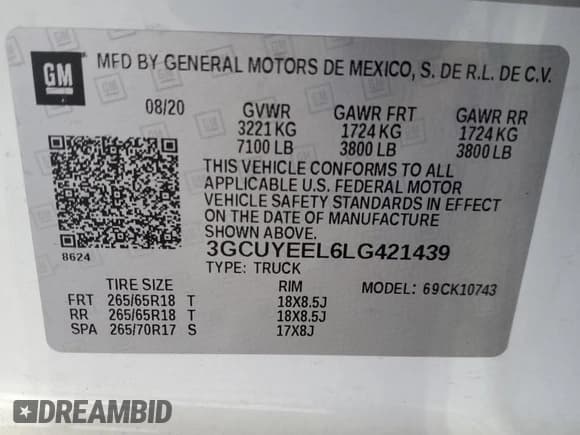 GM
MFD BY GENERAL MOTORS DE MEXICO, S. DE R.L. DE C.V.
08/20 GVWR GAWR FRT GAWR RR
3221 KG 1724 KG 1724 KG
7100 LB 3800 LB 3800 LB
THIS VEHICLE CONFORMS TO ALL
APPLICABLE U.S. FEDERAL MOTOR
VEHICLE SAFETY STANDARDS IN EFFECT
ON THE DATE OF MANUFACTURE
SHOWN ABOVE.
8624 3GCUYEEL6LG421439
TYPE: TRUCK
TIRE SIZE RIM MODEL: 69CK10743
FRT 265/65R18 T 18X8.5J
RR 265/65R18 T 18X8.5J
SPA 265/70R17 S 17X8J
DREAMBID